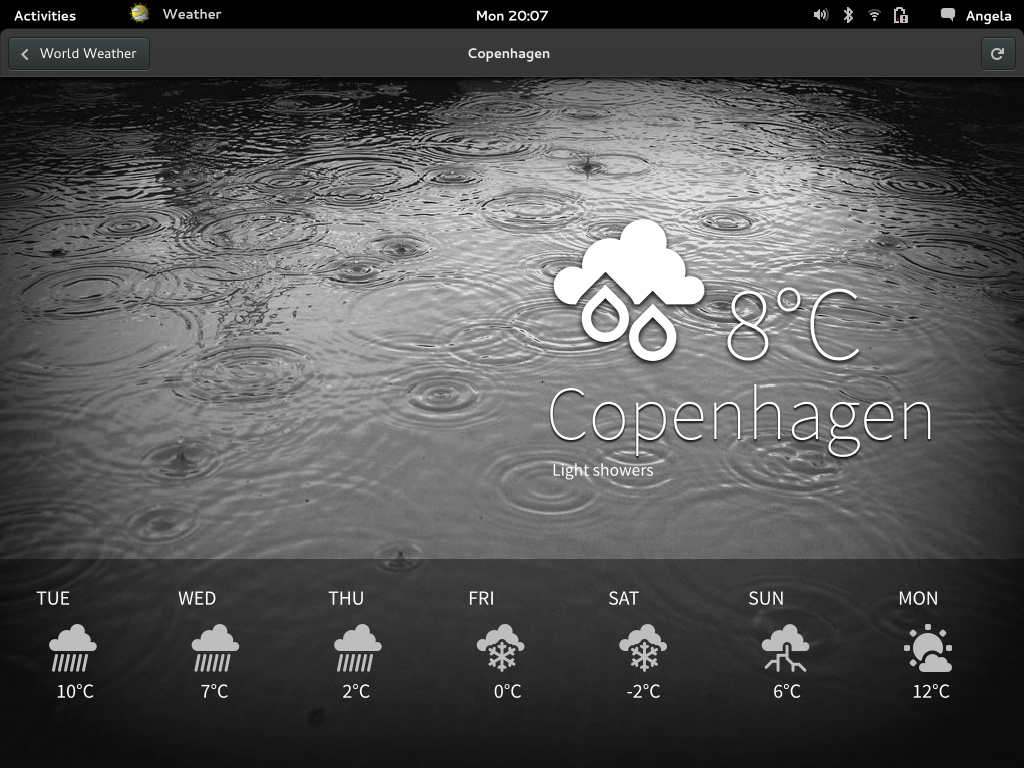 Activities Weather Mon 20:07 Angela
World Weather Copenhagen
8°C
Copenhagen
Light showers
TUE WED THU FRI SAT SUN MON
10°C 7°C 2°C 0°C -2°C 6°C 12°C